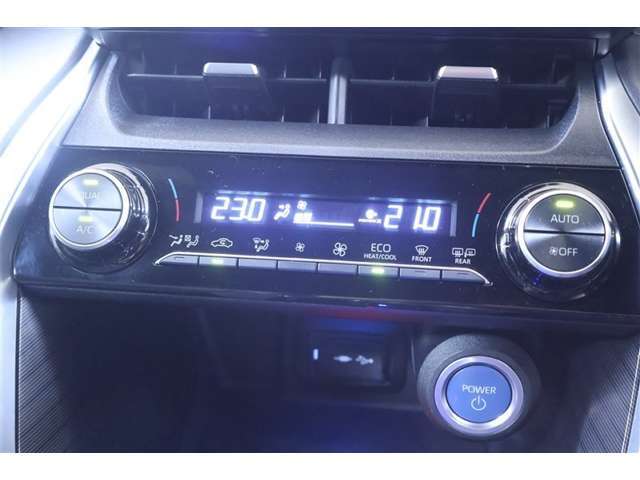 DUAL
A/C
23.0
21.0
AUTO
OFF
ECO
HEAT/COOL
FRONT
REAR
POWER